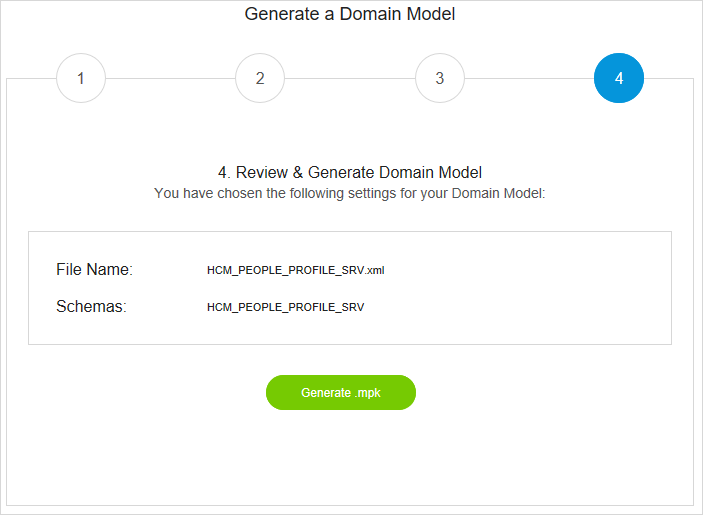 Generate a Domain Model
1 2 3 4
4. Review & Generate Domain Model
You have chosen the following settings for your Domain Model:
File Name: HCM_PEOPLE_PROFILE_SRV.xml
Schemas: HCM_PEOPLE_PROFILE_SRV
Generate .mpk